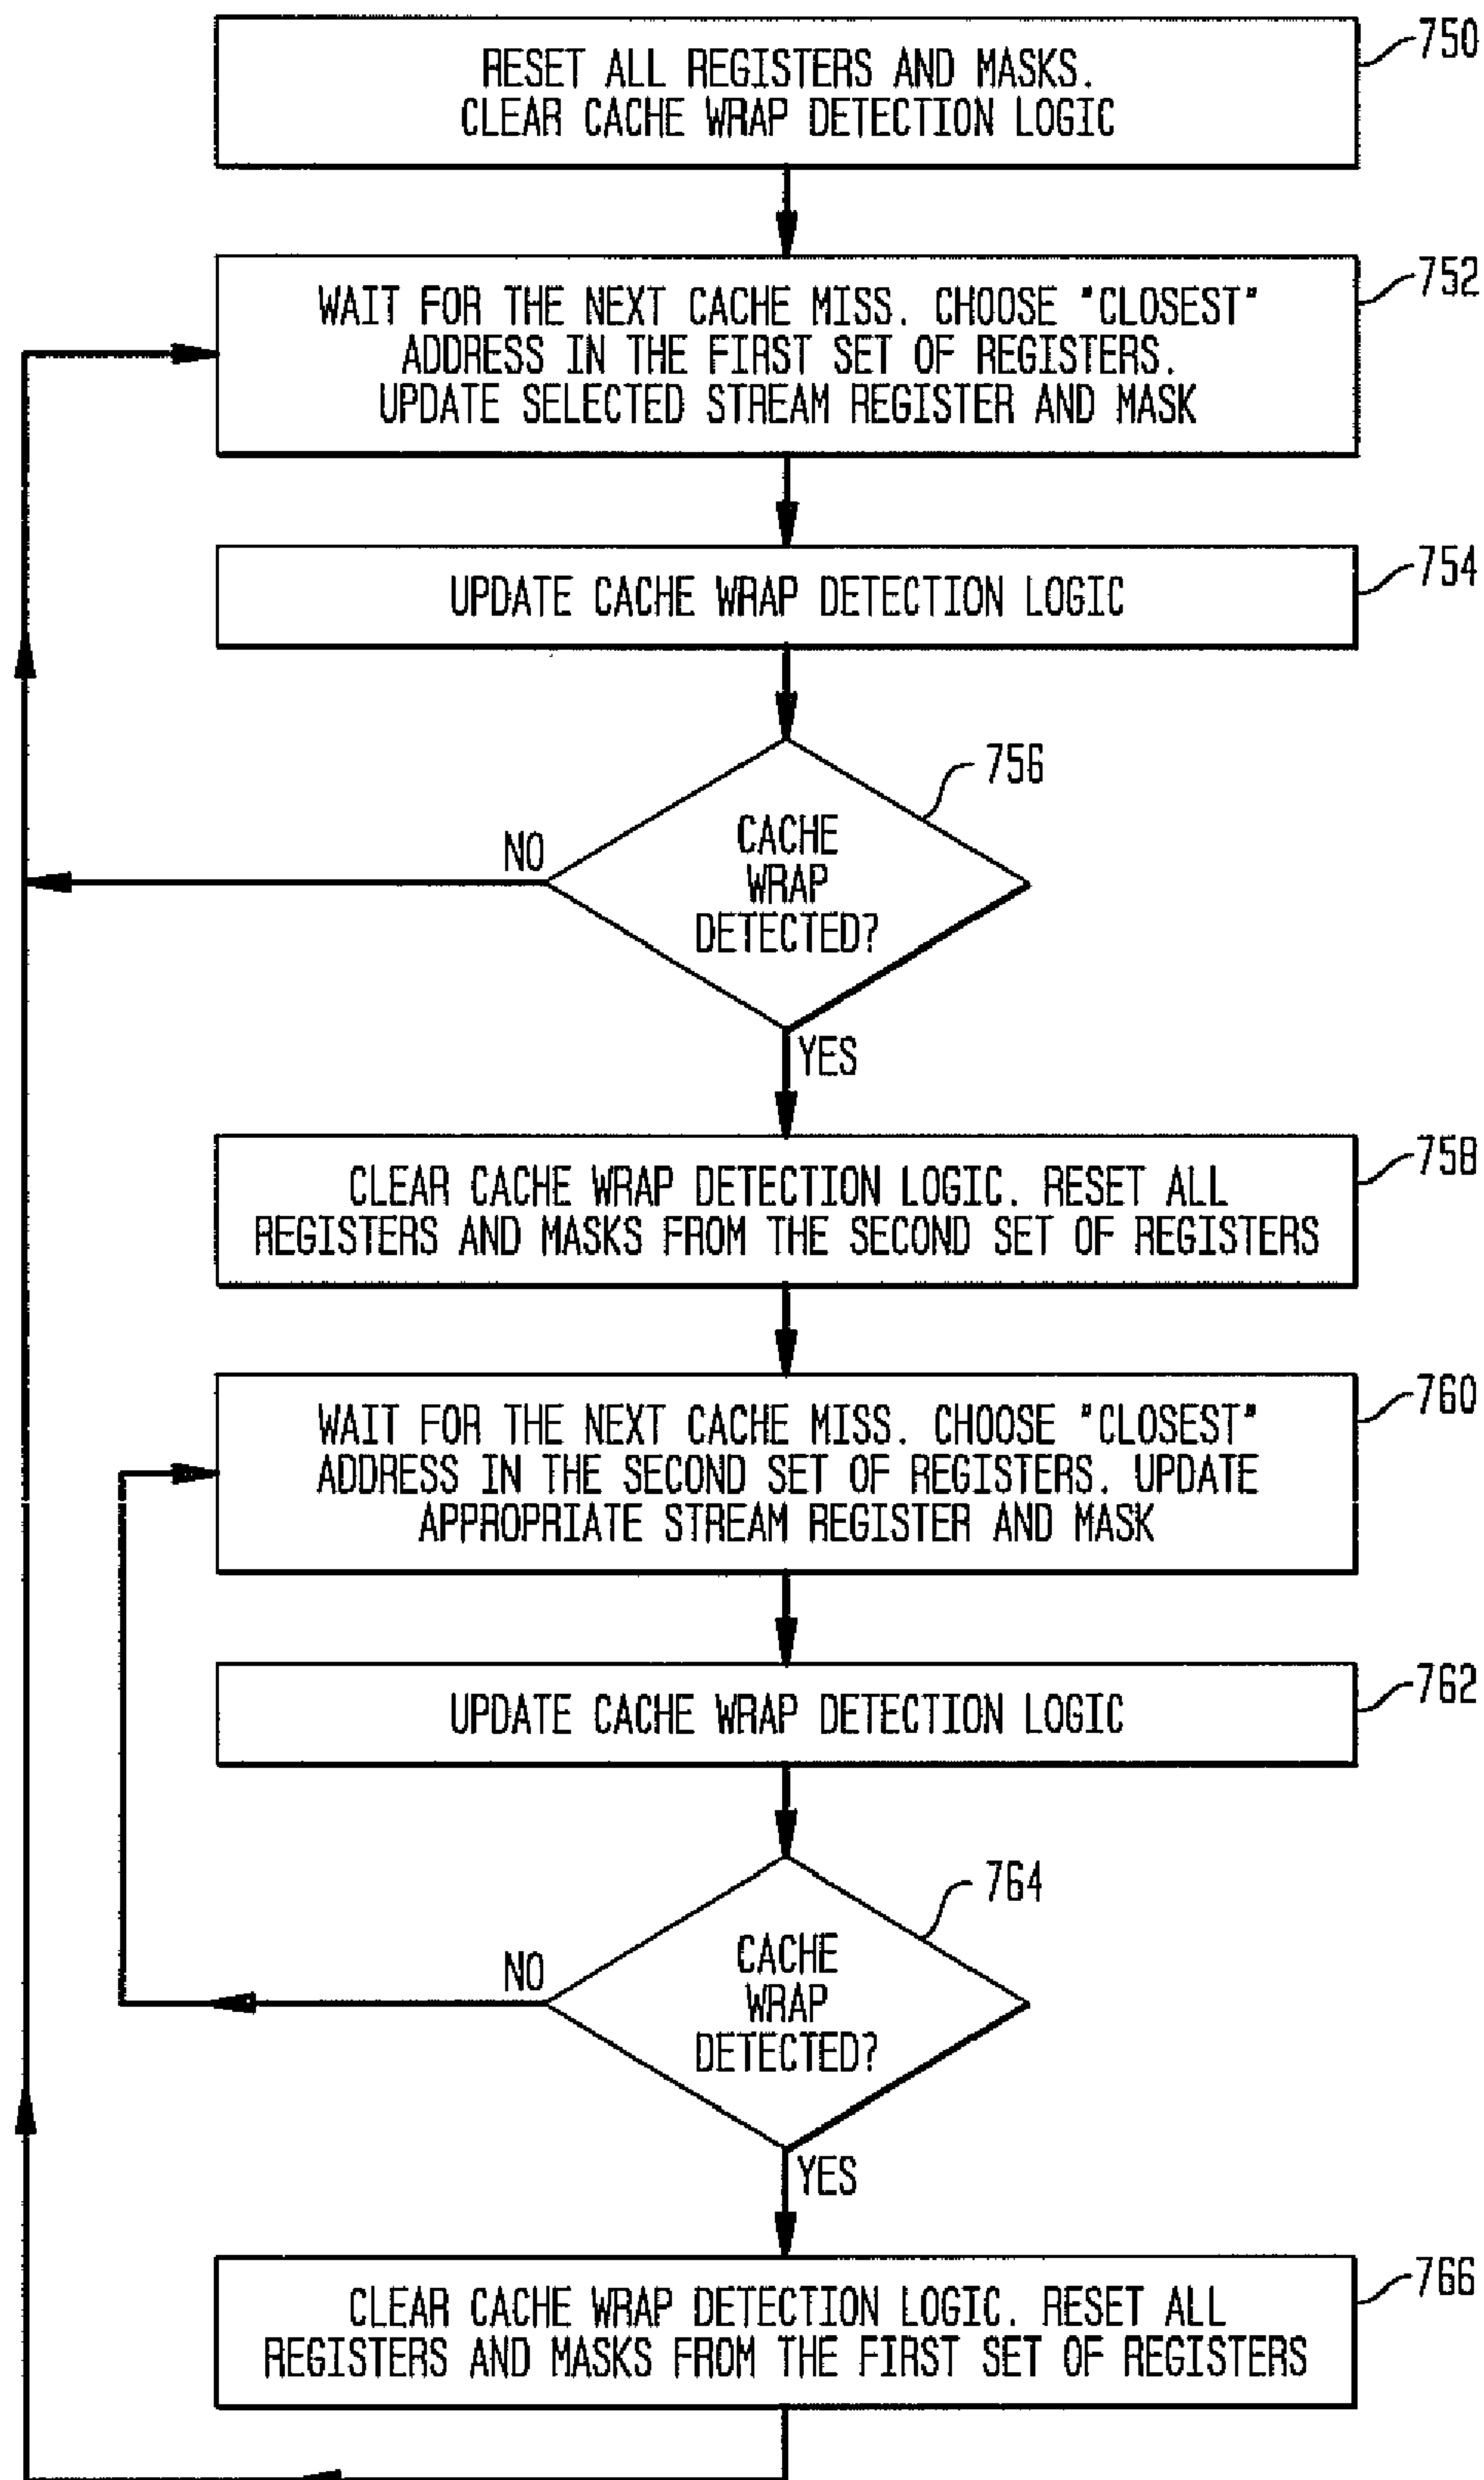 750
RESET ALL REGISTERS AND MASKS.
CLEAR CACHE WRAP DETECTION LOGIC
752
WAIT FOR THE NEXT CACHE MISS. CHOOSE "CLOSEST"
ADDRESS IN THE FIRST SET OF REGISTERS.
UPDATE SELECTED STREAM REGISTER AND MASK
754
UPDATE CACHE WRAP DETECTION LOGIC
756
CACHE
WRAP
DETECTED?
NO
YES
758
CLEAR CACHE WRAP DETECTION LOGIC. RESET ALL
REGISTERS AND MASKS FROM THE SECOND SET OF REGISTERS
760
WAIT FOR THE NEXT CACHE MISS. CHOOSE "CLOSEST"
ADDRESS IN THE SECOND SET OF REGISTERS. UPDATE
APPROPRIATE STREAM REGISTER AND MASK
762
UPDATE CACHE WRAP DETECTION LOGIC
764
CACHE
WRAP
DETECTED?
NO
YES
766
CLEAR CACHE WRAP DETECTION LOGIC. RESET ALL
REGISTERS AND MASKS FROM THE FIRST SET OF REGISTERS